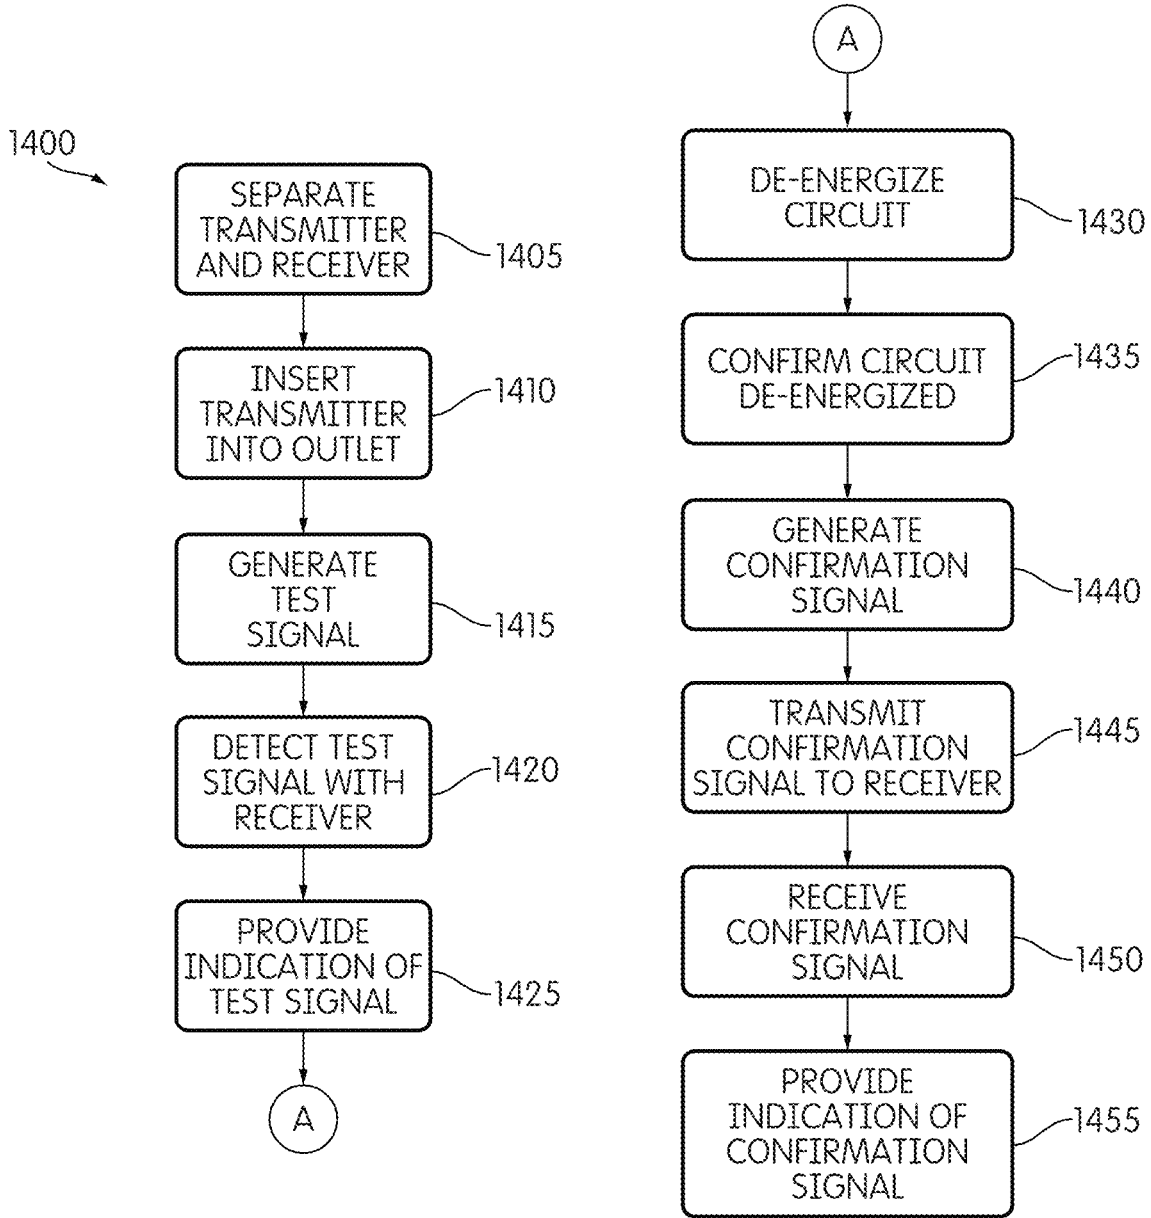 1400
SEPARATE
TRANSMITTER
AND RECEIVER
1405
INSERT
TRANSMITTER
INTO OUTLET
1410
GENERATE
TEST
SIGNAL
1415
DETECT TEST
SIGNAL WITH
RECEIVER
1420
PROVIDE
INDICATION OF
TEST SIGNAL
1425
A
A
DE-ENERGIZE
CIRCUIT
1430
CONFIRM CIRCUIT
DE-ENERGIZED
1435
GENERATE
CONFIRMATION
SIGNAL
1440
TRANSMIT
CONFIRMATION
SIGNAL TO RECEIVER
1445
RECEIVE
CONFIRMATION
SIGNAL
1450
PROVIDE
INDICATION OF
CONFIRMATION
SIGNAL
1455